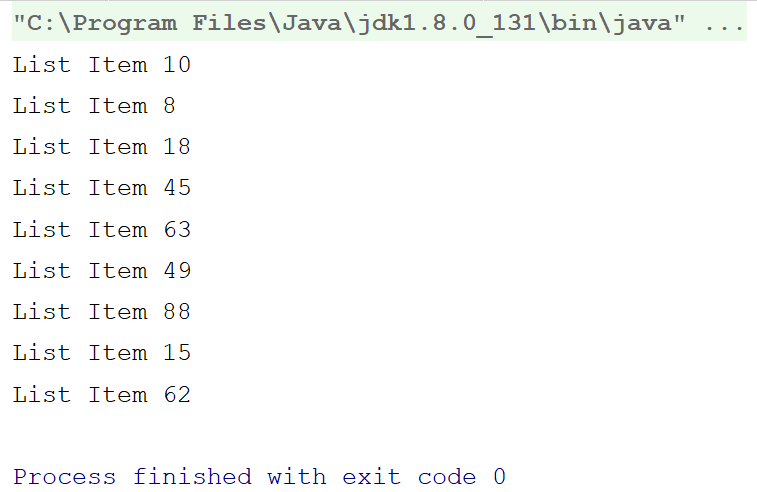 "C:\Program Files\Java\jdk1.8.0_131\bin\java" ...
List Item 10
List Item 8
List Item 18
List Item 45
List Item 63
List Item 49
List Item 88
List Item 15
List Item 62
Process finished with exit code 0